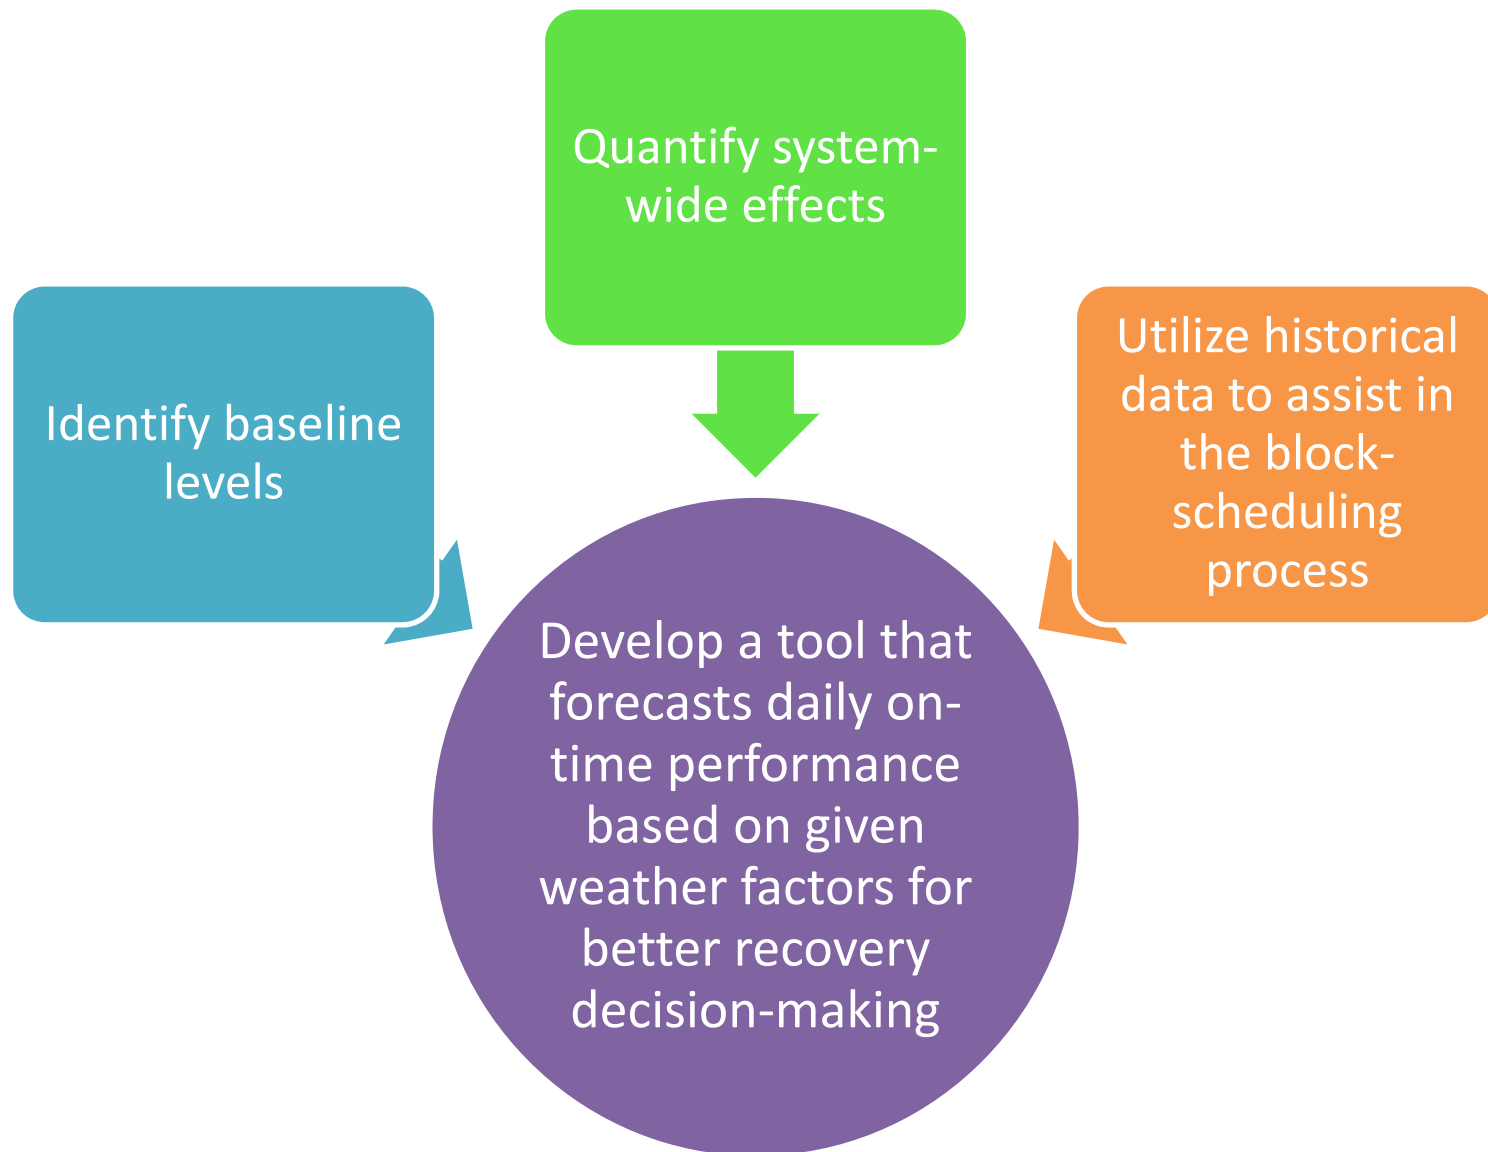 Quantify system-
wide effects
Identify baseline
levels
Utilize historical
data to assist in
the block-
scheduling
process
Develop a tool that
forecasts daily on-
time performance
based on given
weather factors for
better recovery
decision-making